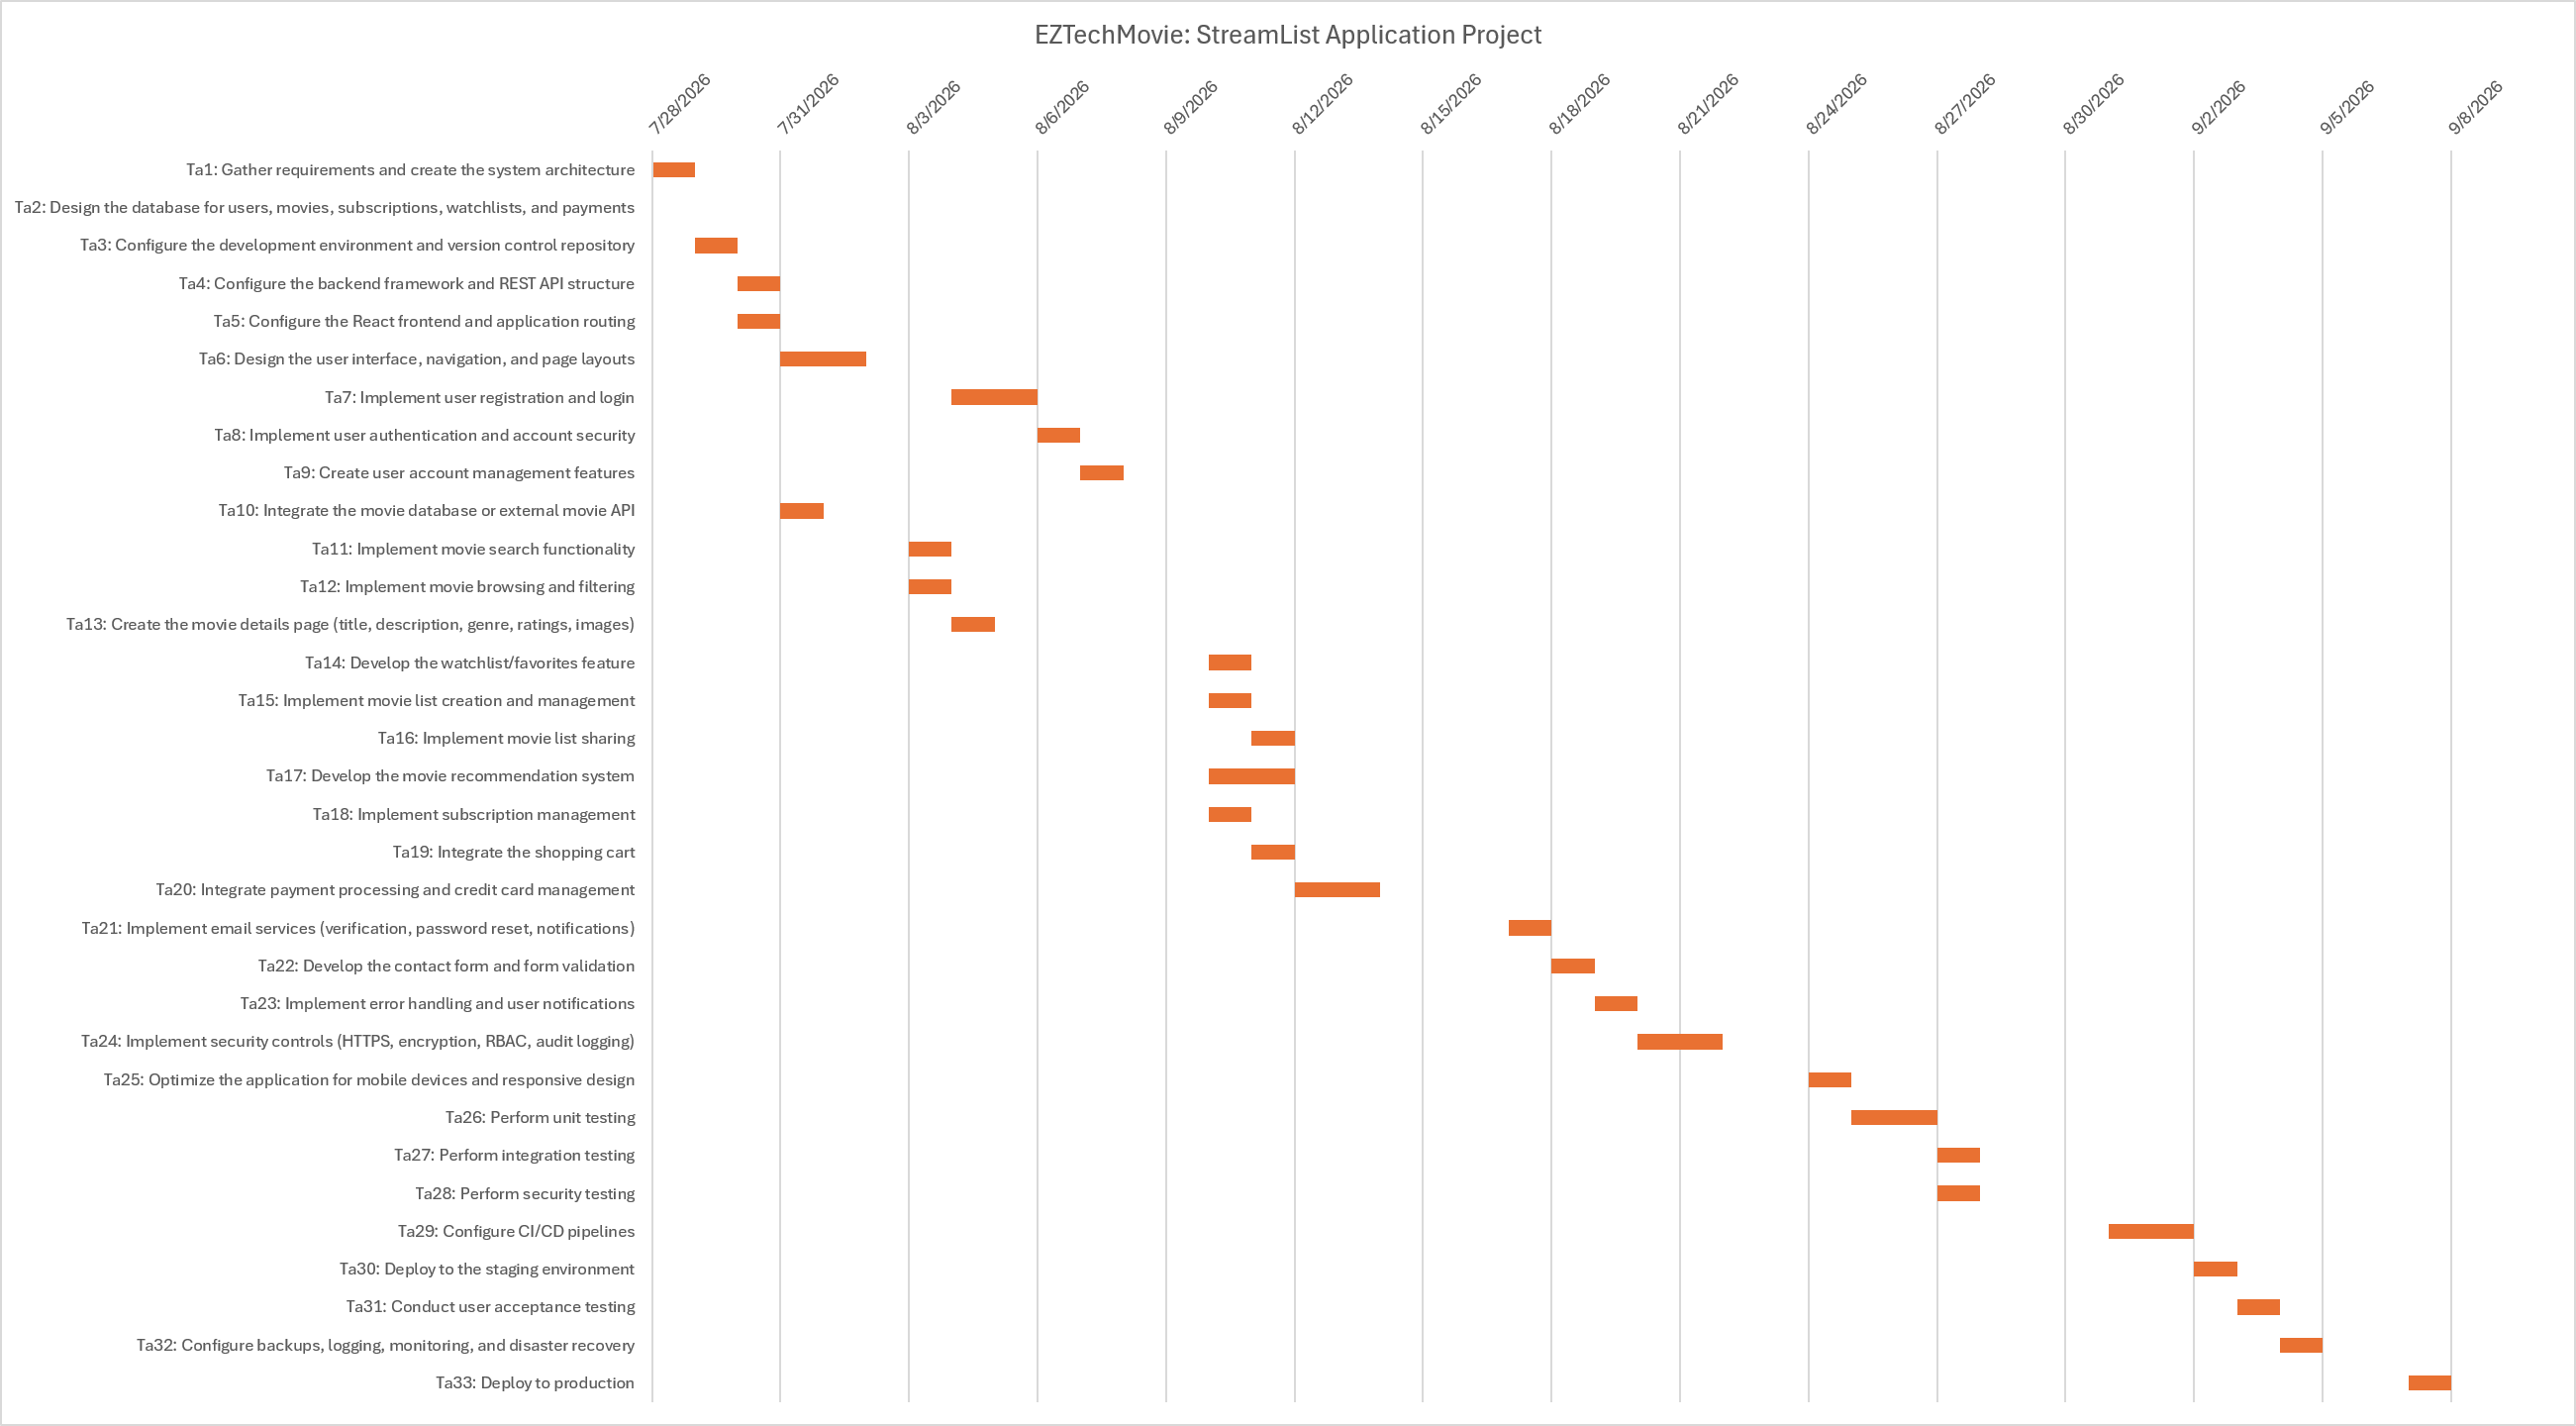 EZTechMovie: StreamList Application Project
7/28/2026
7/31/2026
8/3/2026
8/6/2026
8/9/2026
8/12/2026
8/15/2026
8/18/2026
8/21/2026
8/24/2026
8/27/2026
8/30/2026
9/2/2026
9/5/2026
9/8/2026
Ta1: Gather requirements and create the system architecture
Ta2: Design the database for users, movies, subscriptions, watchlists, and payments
Ta3: Configure the development environment and version control repository
Ta4: Configure the backend framework and REST API structure
Ta5: Configure the React frontend and application routing
Ta6: Design the user interface, navigation, and page layouts
Ta7: Implement user registration and login
Ta8: Implement user authentication and account security
Ta9: Create user account management features
Ta10: Integrate the movie database or external movie API
Ta11: Implement movie search functionality
Ta12: Implement movie browsing and filtering
Ta13: Create the movie details page (title, description, genre, ratings, images)
Ta14: Develop the watchlist/favorites feature
Ta15: Implement movie list creation and management
Ta16: Implement movie list sharing
Ta17: Develop the movie recommendation system
Ta18: Implement subscription management
Ta19: Integrate the shopping cart
Ta20: Integrate payment processing and credit card management
Ta21: Implement email services (verification, password reset, notifications)
Ta22: Develop the contact form and form validation
Ta23: Implement error handling and user notifications
Ta24: Implement security controls (HTTPS, encryption, RBAC, audit logging)
Ta25: Optimize the application for mobile devices and responsive design
Ta26: Perform unit testing
Ta27: Perform integration testing
Ta28: Perform security testing
Ta29: Configure CI/CD pipelines
Ta30: Deploy to the staging environment
Ta31: Conduct user acceptance testing
Ta32: Configure backups, logging, monitoring, and disaster recovery
Ta33: Deploy to production